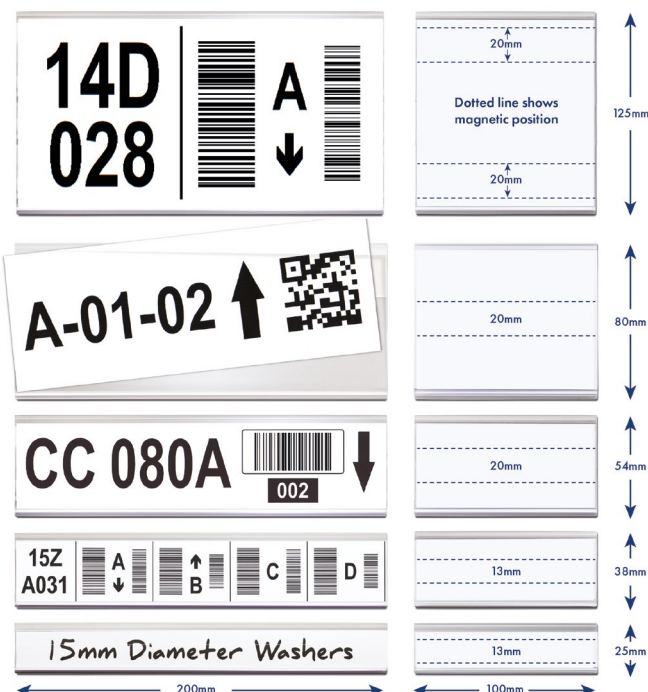 14D
028
A
20mm
Dotted line shows
magnetic position
20mm
125mm
A-01-02
20mm
80mm
CC 080A
002
20mm
54mm
15Z
A031
A
B
C
D
13mm
38mm
15mm Diameter Washers
13mm
25mm
200mm
100mm